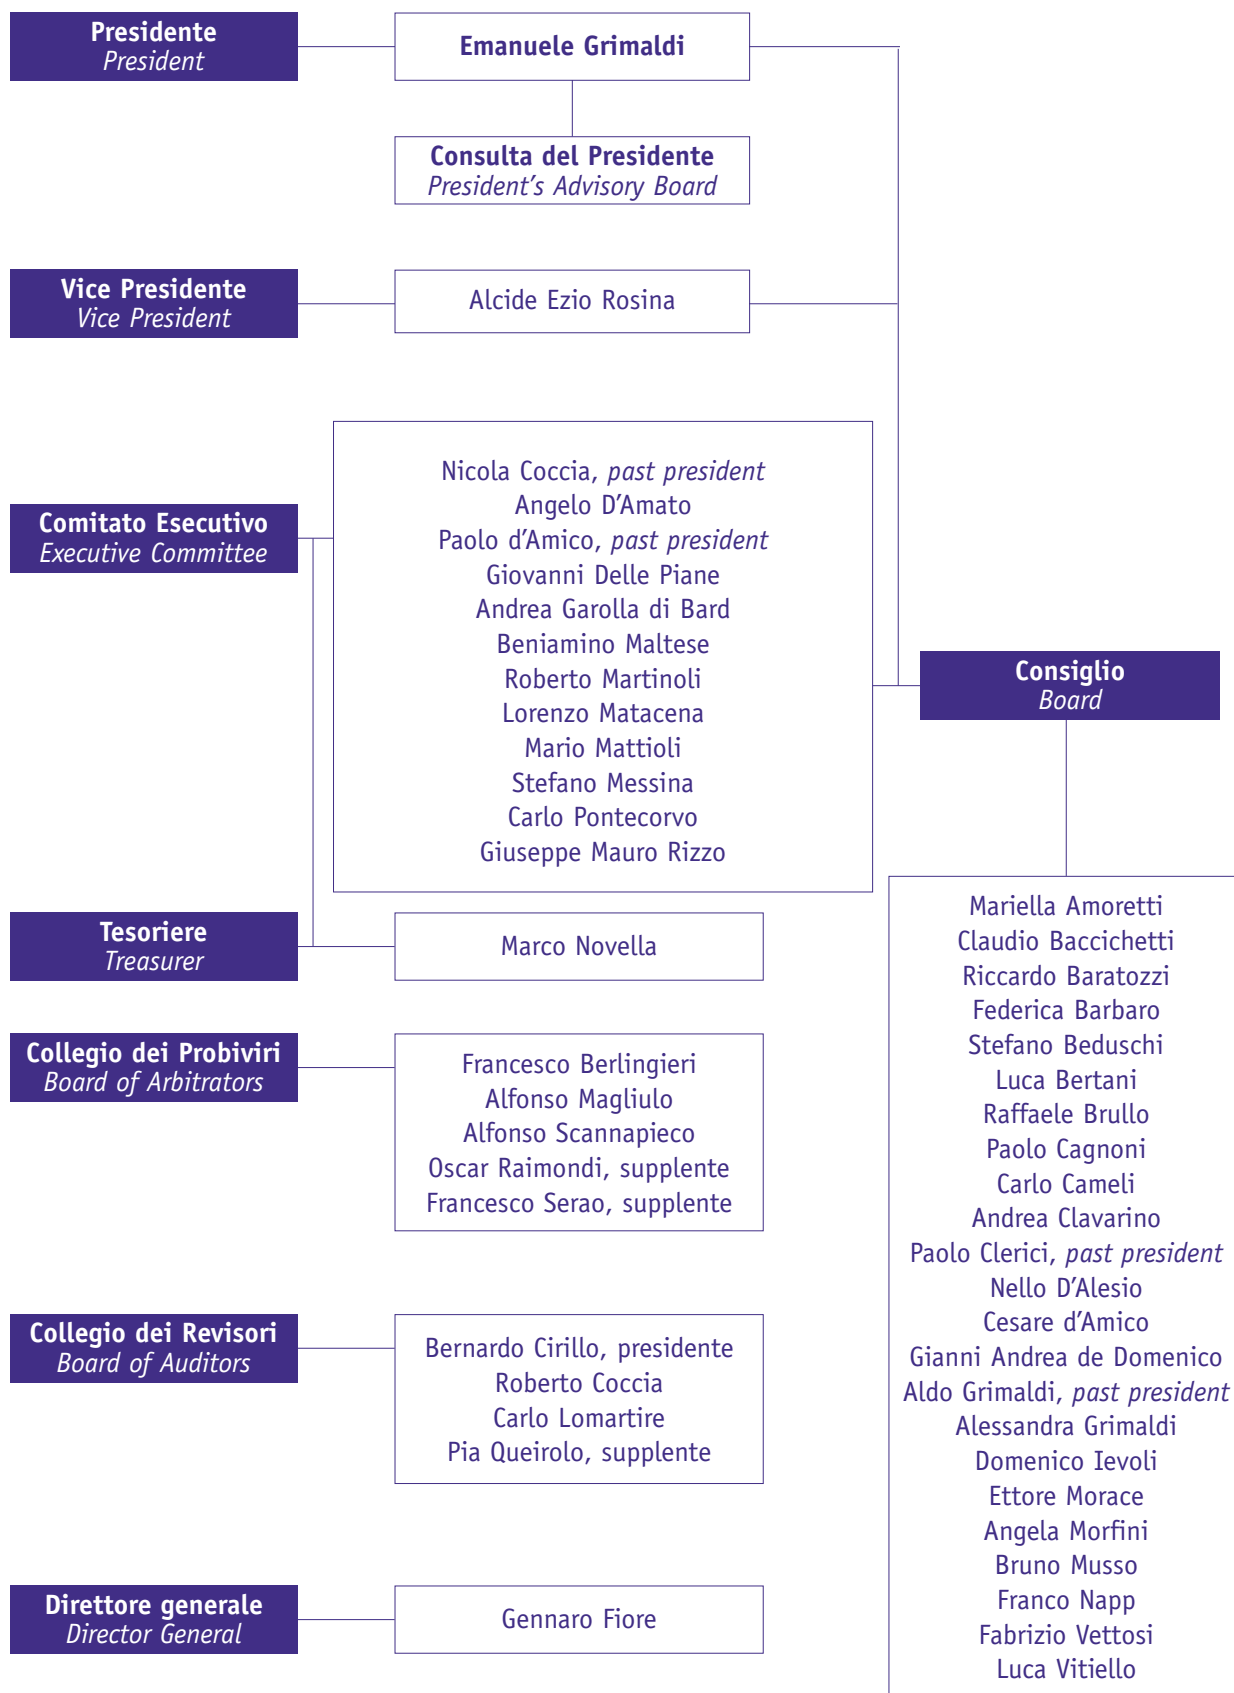 Presidente
President
Emanuele Grimaldi
Consulta del Presidente
President's Advisory Board
Vice Presidente
Vice President
Alcide Ezio Rosina
Comitato Esecutivo
Executive Committee
Nicola Coccia, past president
Angelo D'Amato
Paolo d'Amico, past president
Giovanni Delle Piane
Andrea Garolla di Bard
Beniamino Maltese
Roberto Martinoli
Lorenzo Matacena
Mario Mattioli
Stefano Messina
Carlo Pontecorvo
Giuseppe Mauro Rizzo
Tesoriere
Treasurer
Marco Novella
Collegio dei Probiviri
Board of Arbitrators
Francesco Berlingieri
Alfonso Magliulo
Alfonso Scannapieco
Oscar Raimondi, supplente
Francesco Serao, supplente
Collegio dei Revisori
Board of Auditors
Bernardo Cirillo, presidente
Roberto Coccia
Carlo Lomartire
Pia Queirolo, supplente
Direttore generale
Director General
Gennaro Fiore
Consiglio
Board
Mariella Amoretti
Claudio Baccichetti
Riccardo Baratozzi
Federica Barbaro
Stefano Beduschi
Luca Bertani
Raffaele Brullo
Paolo Cagnoni
Carlo Cameli
Andrea Clavarino
Paolo Clerici, past president
Nello D'Alesio
Cesare d'Amico
Gianni Andrea de Domenico
Aldo Grimaldi, past president
Alessandra Grimaldi
Domenico Ievoli
Ettore Morace
Angela Morfini
Bruno Musso
Franco Napp
Fabrizio Vettosi
Luca Vitiello